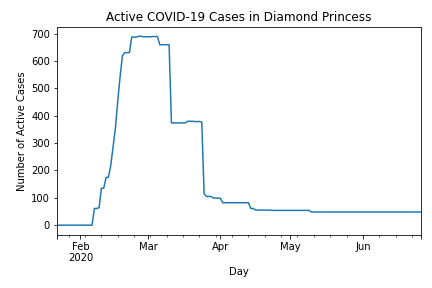 Active COVID-19 Cases in Diamond Princess
700
600
500
400
300
200
100
0
Number of Active Cases
Feb Mar Apr May Jun
2020
Day